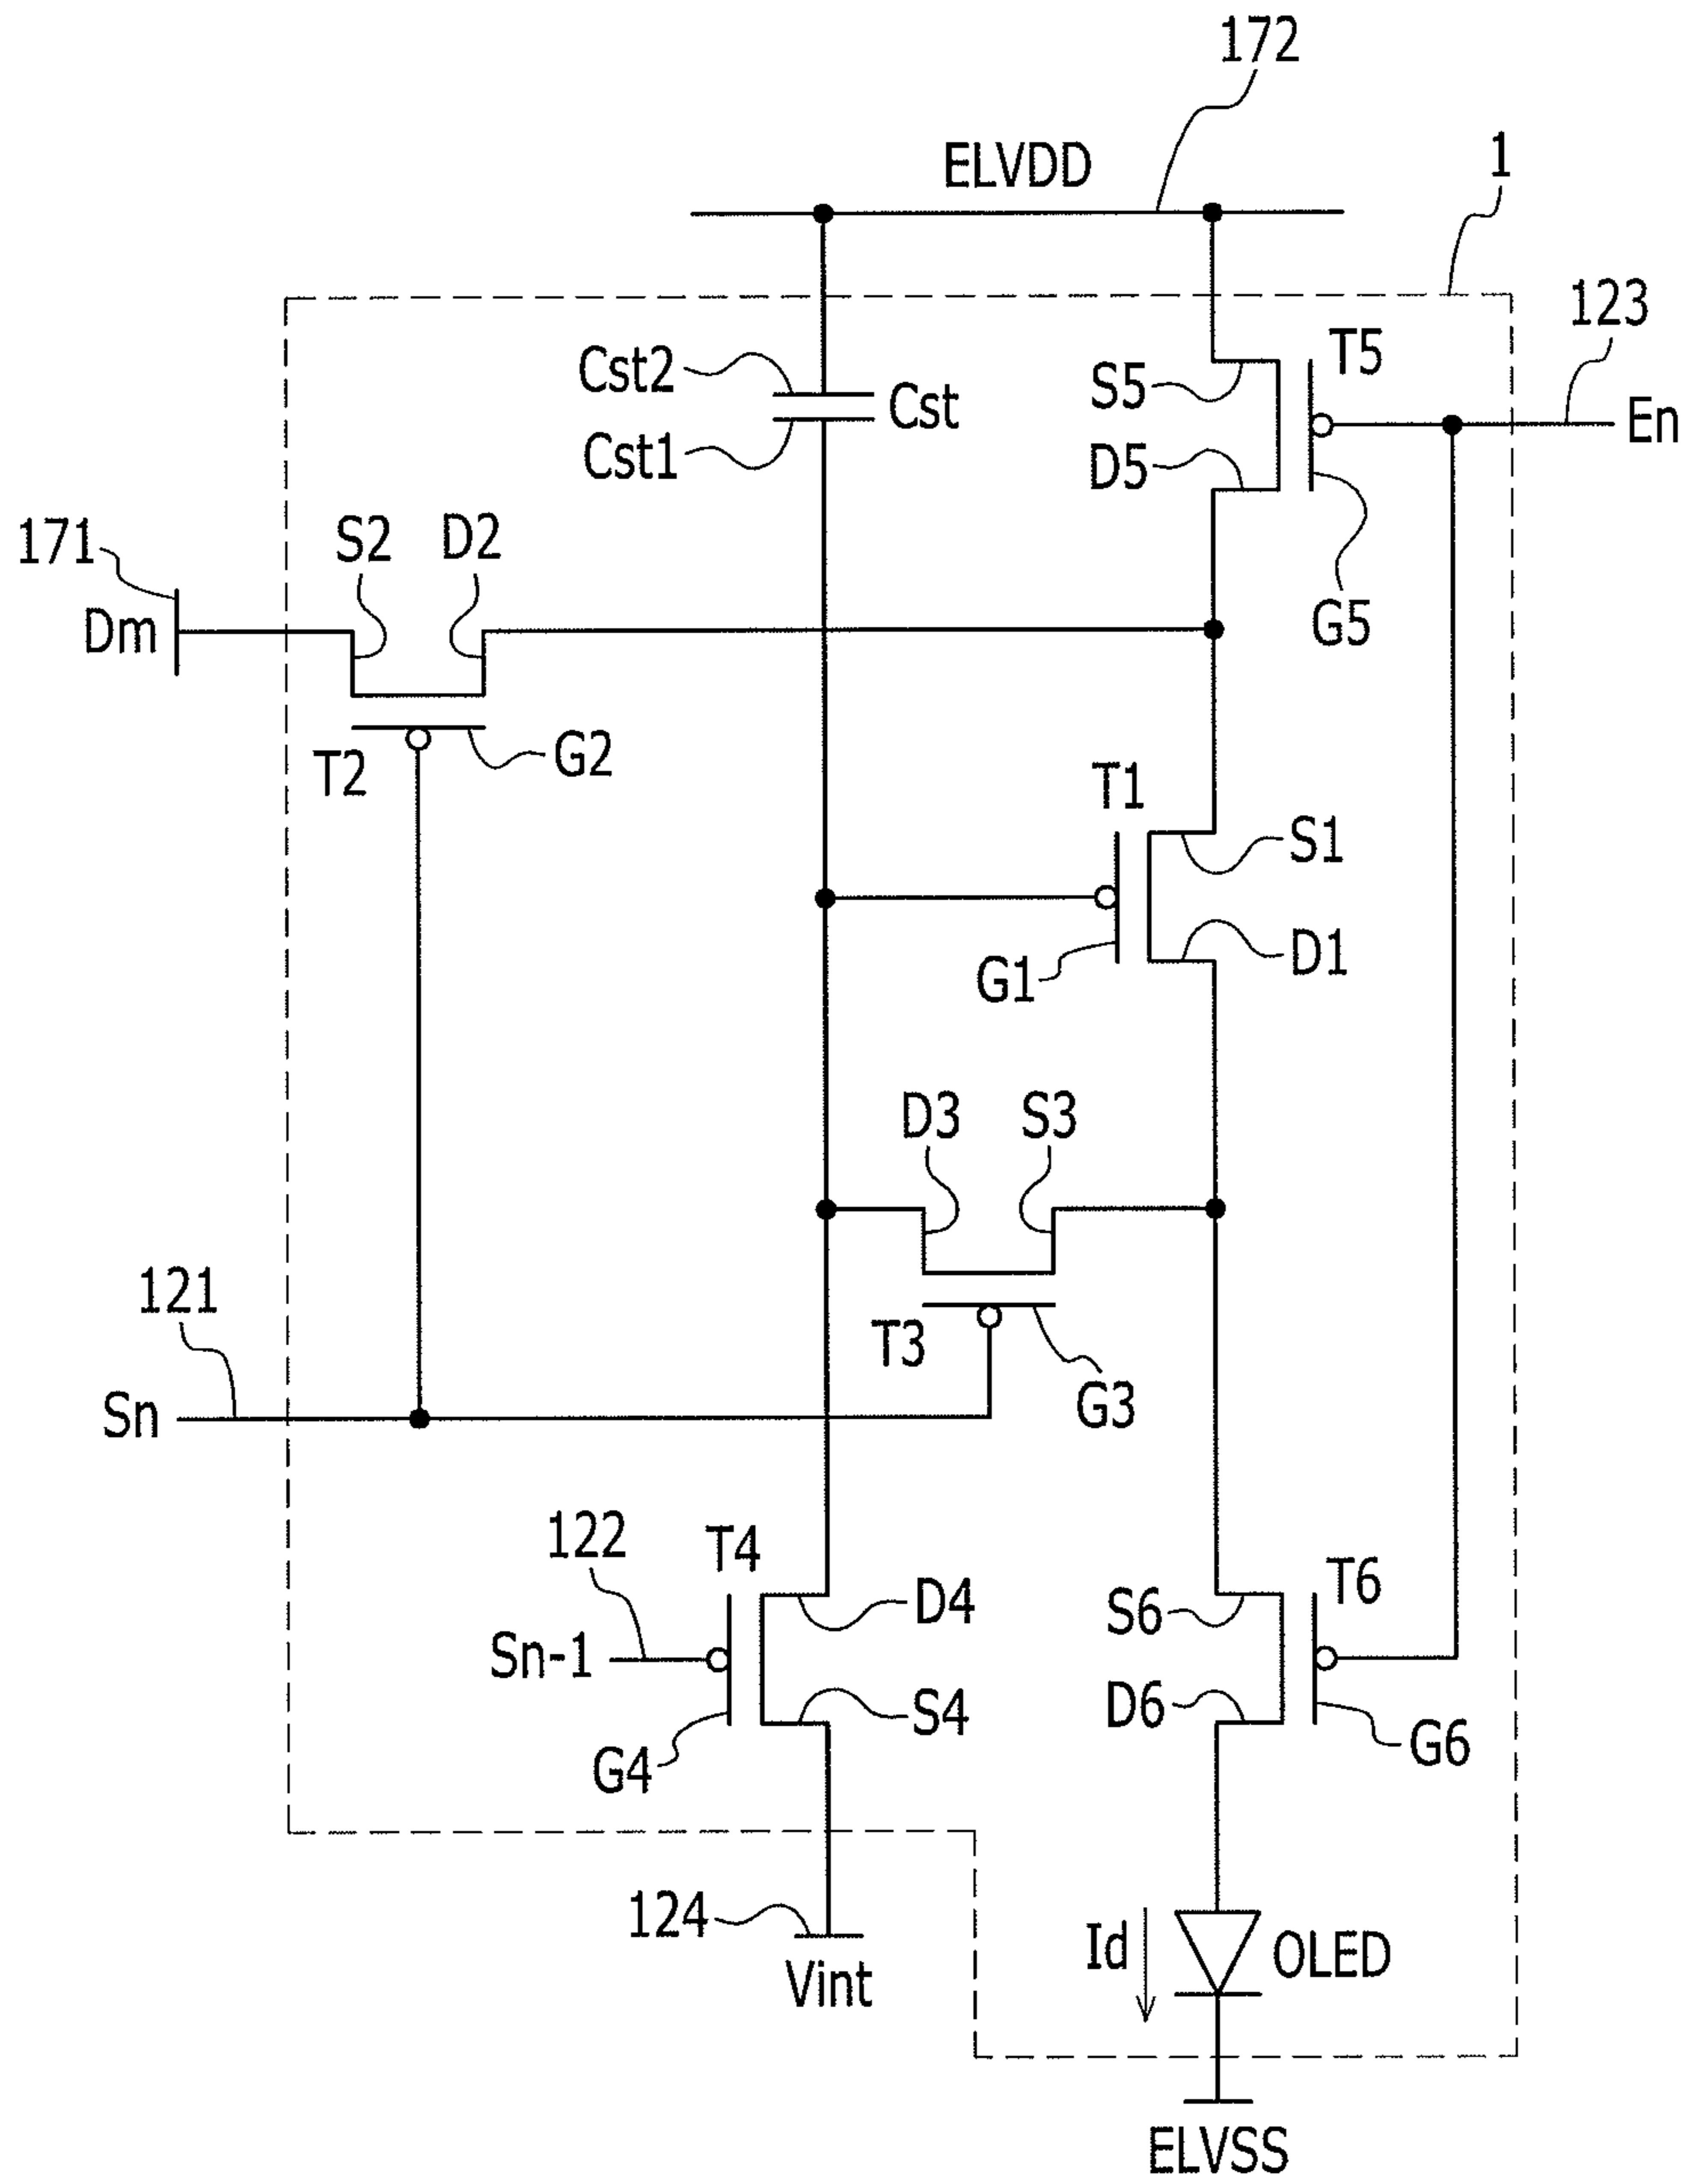 172
ELVDD
1
123
T5
Cst2
S5
Cst
En
Cst1
D5
171
S2
D2
Dm
G5
T2
G2
T1
S1
D1
G1
D3
S3
121
T3
Sn
G3
122
T4
T6
D4
S6
Sn-1
S4
D6
G4
G6
124
Id
OLED
Vint
ELVSS